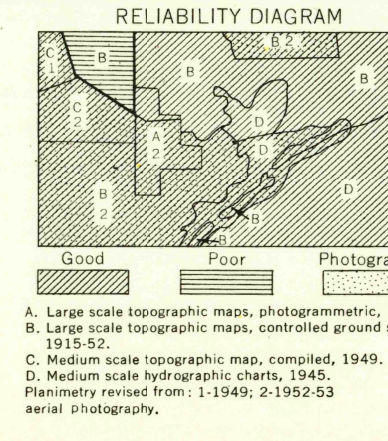 RELIABILITY DIAGRAM
C
1
B
B 2
B
B
C
2
A
2
D
D
B
2
D
B
B
Good Poor Photogra
A. Large scale topographic maps, photogrammetric,
B. Large scale topographic maps, controlled ground s
1915-52.
C. Medium scale topographic map, compiled, 1949.
D. Medium scale hydrographic charts, 1945.
Planimetry revised from: 1-1949; 2-1952-53
aerial photography.